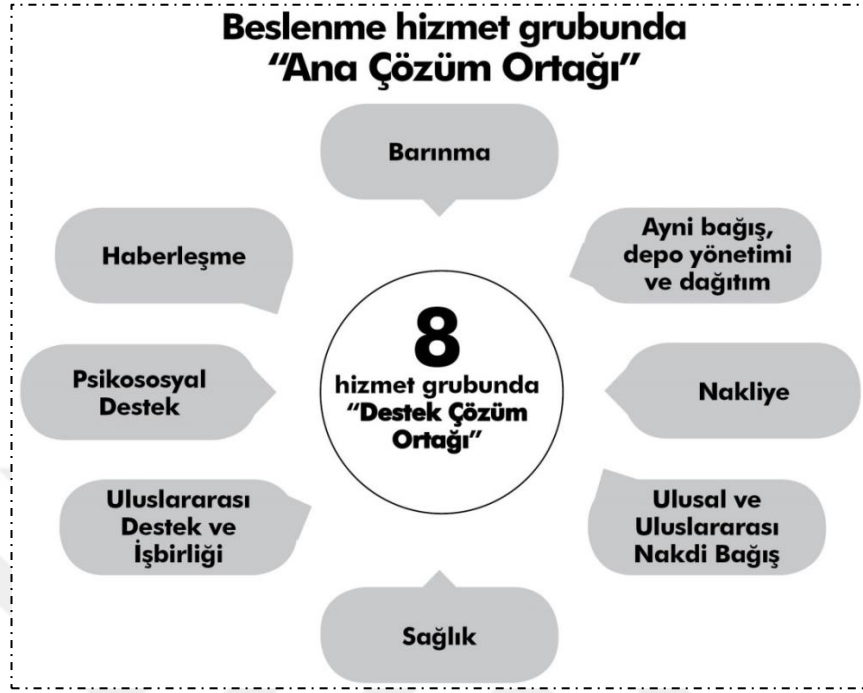 Beslenme hizmet grubunda
“Ana Çözüm Ortağı”
Barınma
Haberleşme
Ayni bağış,
depo yönetimi
ve dağıtım
8
hizmet grubunda
“Destek Çözüm
Ortağı”
Psikososyal
Destek
Nakliye
Uluslararası
Destek ve
İşbirliği
Ulusal ve
Uluslararası
Nakdi Bağış
Sağlık